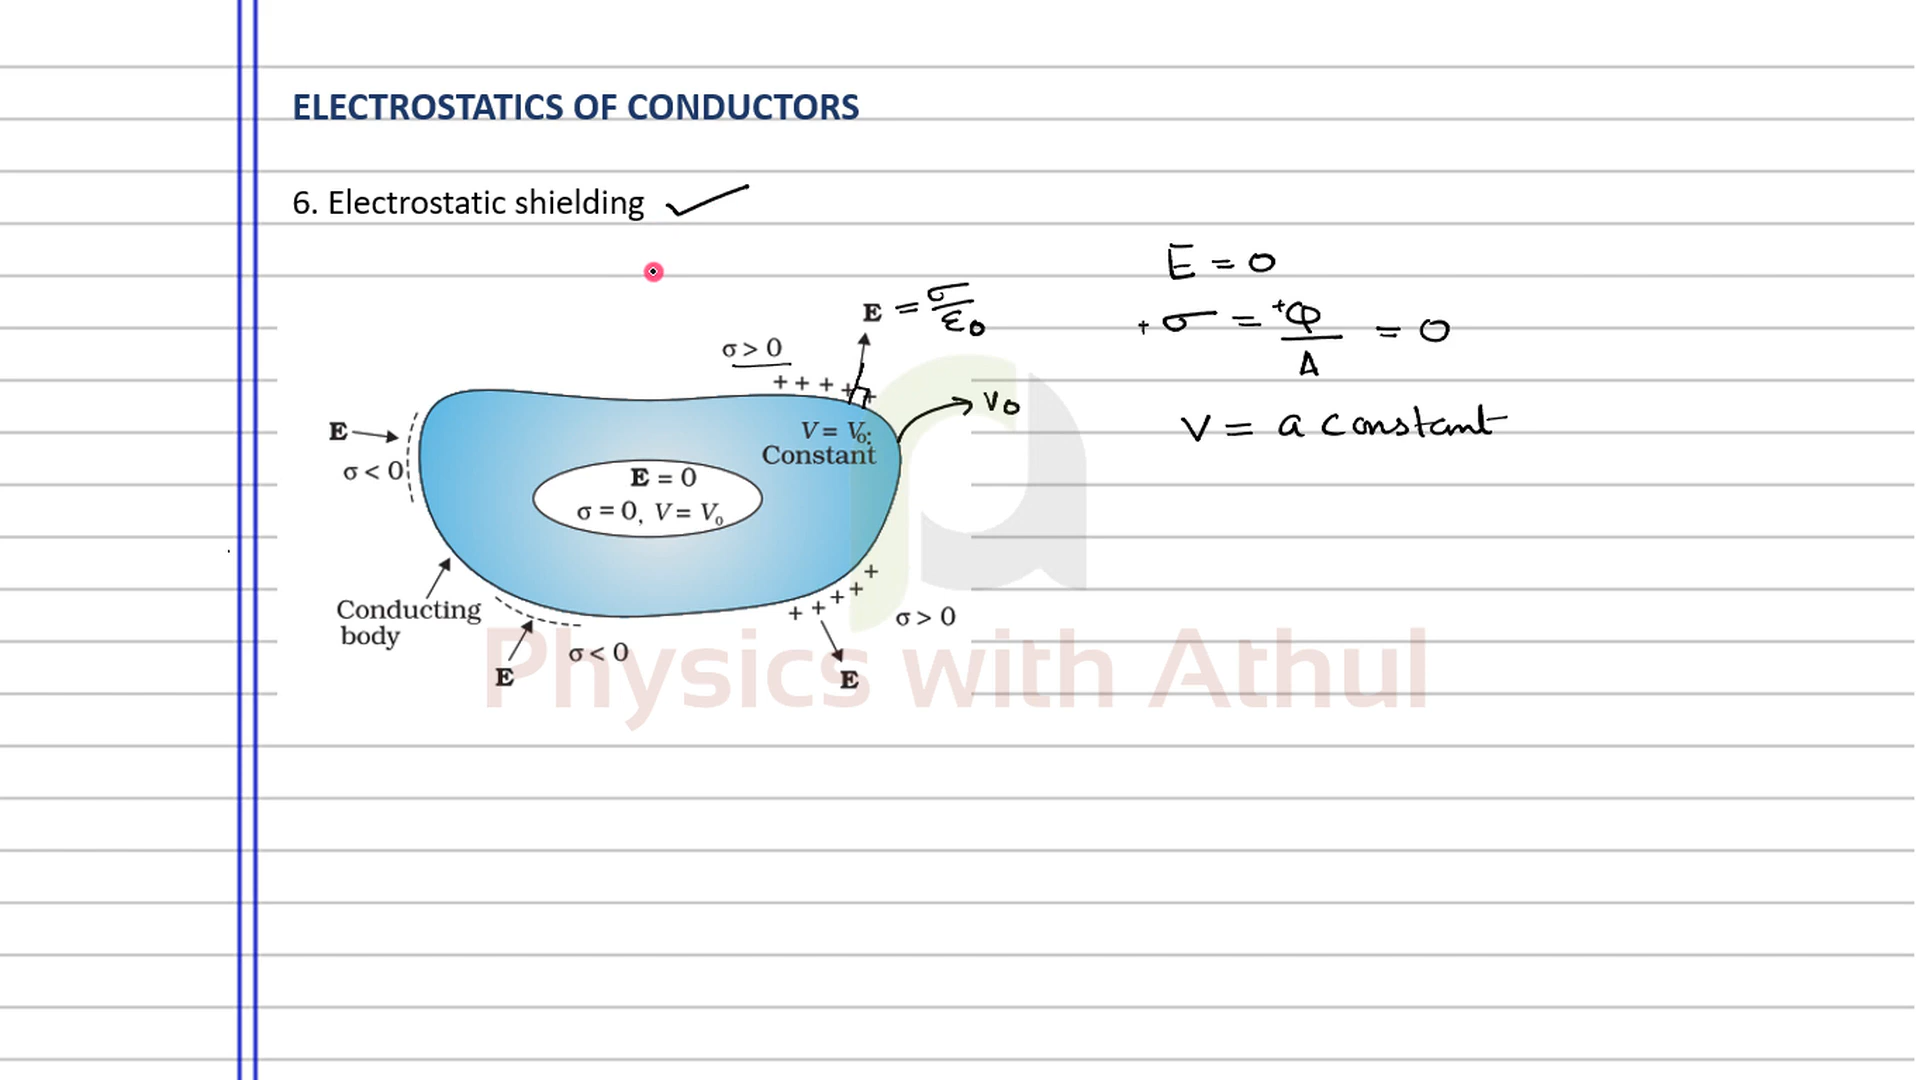 ELECTROSTATICS OF CONDUCTORS
6. Electrostatic shielding
E = 0
E = σ/ε0
+σ = +Q/A = 0
σ > 0
+ + + + +
V0
E
V = V0:
Constant
V = a constant
σ < 0
E = 0
σ = 0, V = V0
+ + + + +
Conducting
body
σ > 0
σ < 0
E
E
Physics with Athul